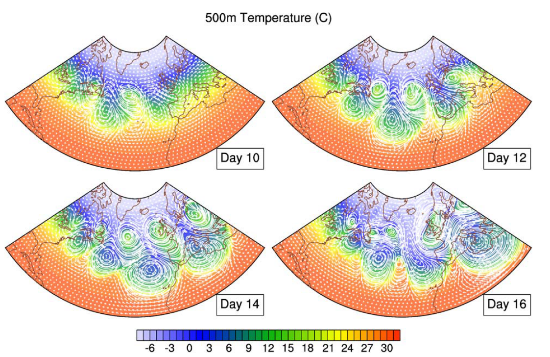 500m Temperature (C)
Day 10
Day 12
Day 14
Day 16
-6 -3 0 3 6 9 12 15 18 21 24 27 30